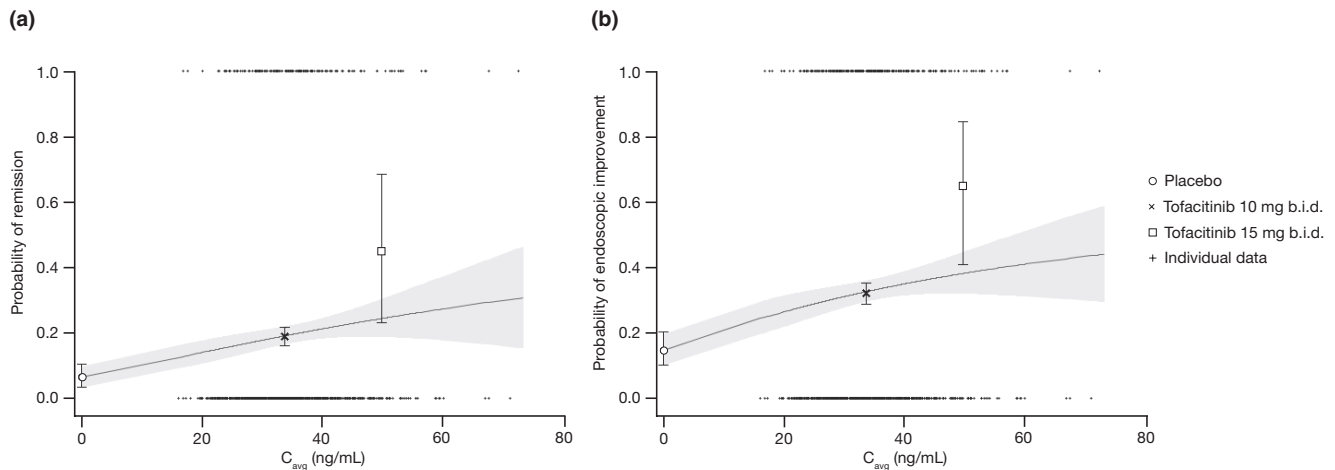 (a)
1.0
0.8
0.6
0.4
0.2
0.0
Probability of remission
0
20
40
60
80
Cavg (ng/mL)
(b)
1.0
0.8
0.6
0.4
0.2
0.0
Probability of endoscopic improvement
0
20
40
60
80
Cavg (ng/mL)
Placebo
Tofacitinib 10 mg b.i.d.
Tofacitinib 15 mg b.i.d.
Individual data